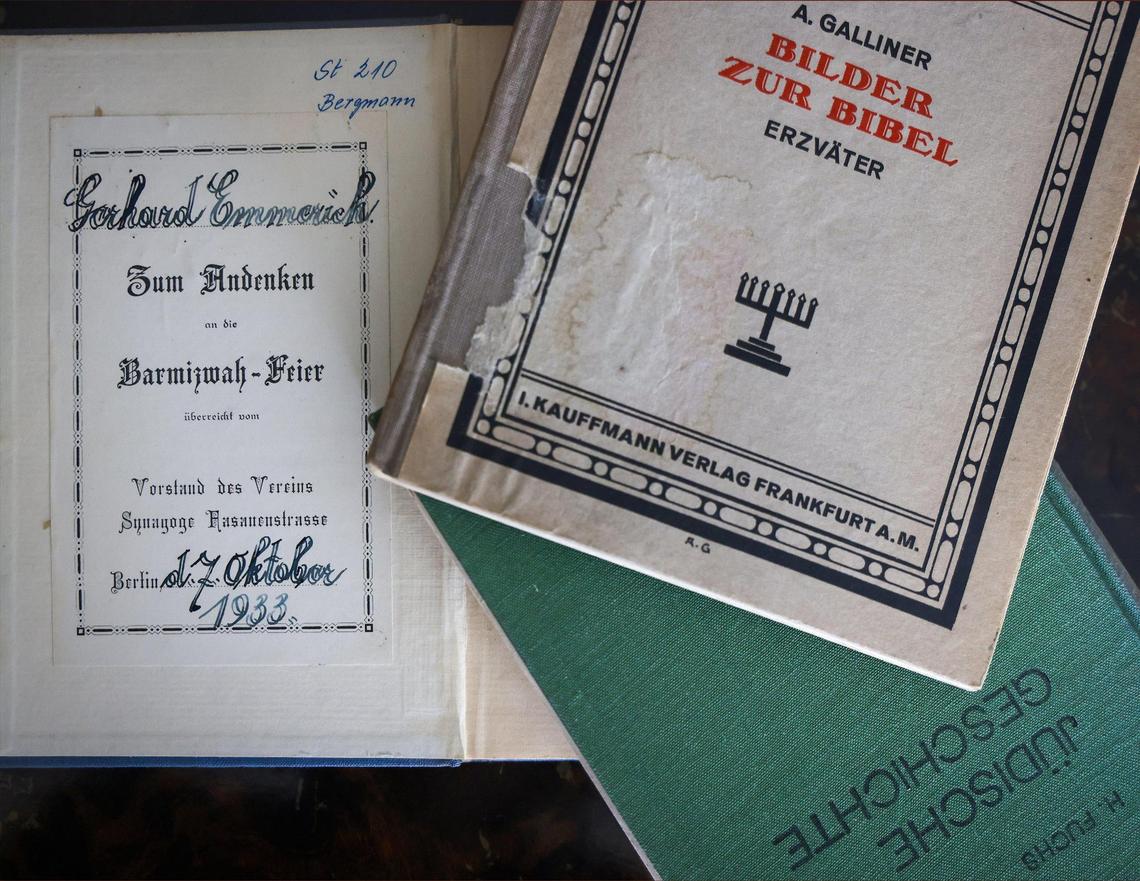 St 210
Bergmann
Gerhard Emmerich
Zum Andenken
an die
Barmizwah-Feier
überreicht vom
Vorstand des Vereins
Synagoge Fasanenstrasse
Berlin, d. 7. Oktober
1933.
A. GALLINER
BILDER
ZUR BIBEL
ERZVÄTER
I. KAUFFMANN VERLAG FRANKFURT A. M.
R.G
H. FUCHS
JÜDISCHE
GESCHICHTE